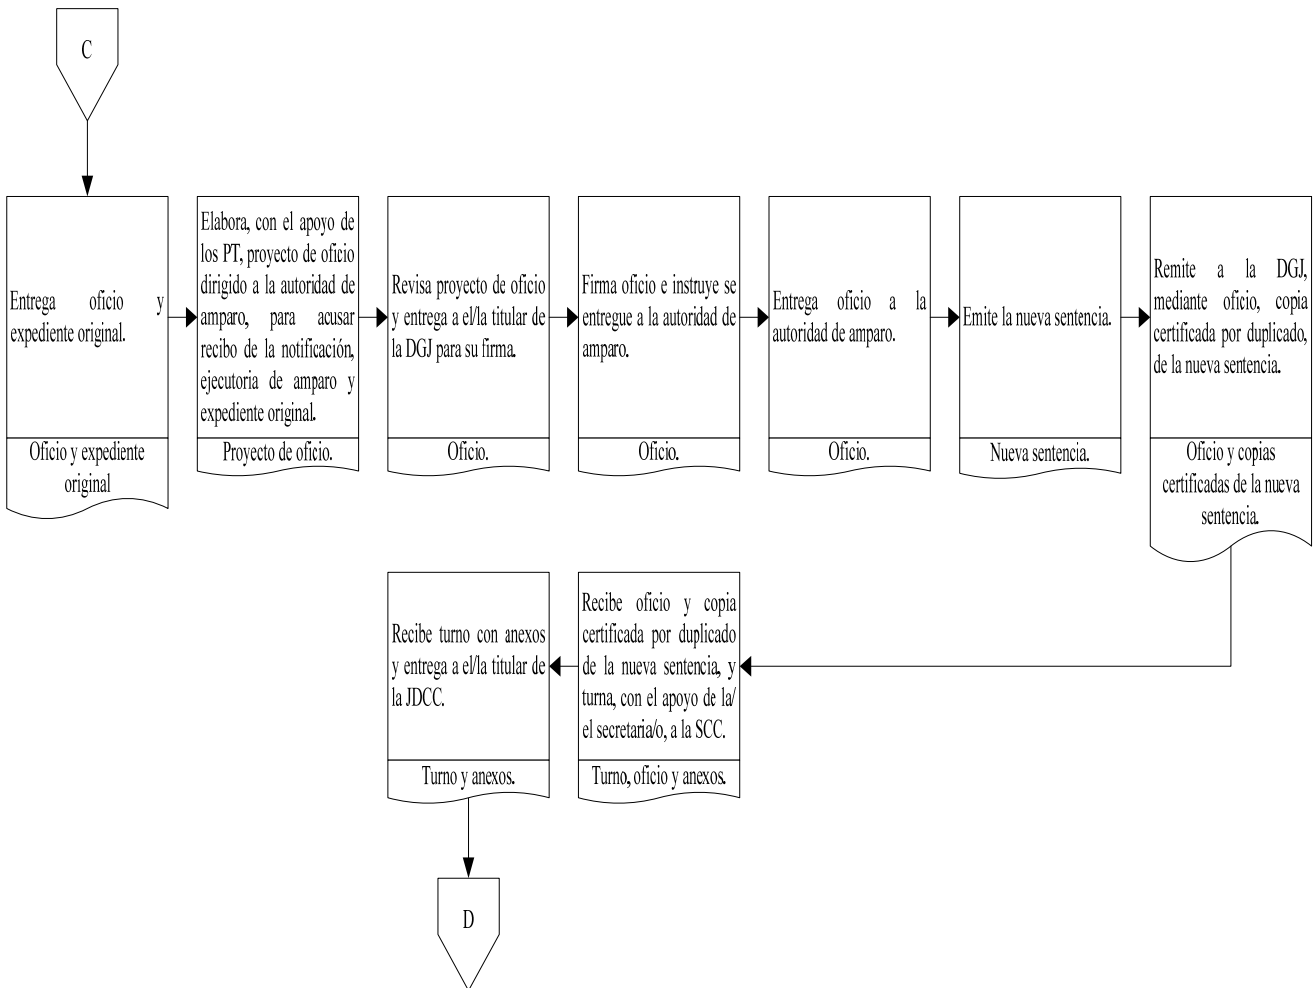 C
Entrega oficio y
expediente original.
Oficio y expediente
original
Elabora, con el apoyo de
los PT, proyecto de oficio
dirigido a la autoridad de
amparo, para acusar
recibo de la notificación,
ejecutoria de amparo y
expediente original.
Proyecto de oficio.
Revisa proyecto de oficio
y entrega a el/la titular de
la DGJ para su firma.
Oficio.
Firma oficio e instruye se
entregue a la autoridad de
amparo.
Oficio.
Entrega oficio a la
autoridad de amparo.
Oficio.
Emite la nueva sentencia.
Nueva sentencia.
Remite a la DGJ,
mediante oficio, copia
certificada por duplicado,
de la nueva sentencia.
Oficio y copias
certificadas de la nueva
sentencia.
Recibe oficio y copia
certificada por duplicado
de la nueva sentencia, y
turna, con el apoyo de la/
el secretaria/o, a la SCC.
Turno, oficio y anexos.
Recibe turno con anexos
y entrega a el/la titular de
la JDCC.
Turno y anexos.
D